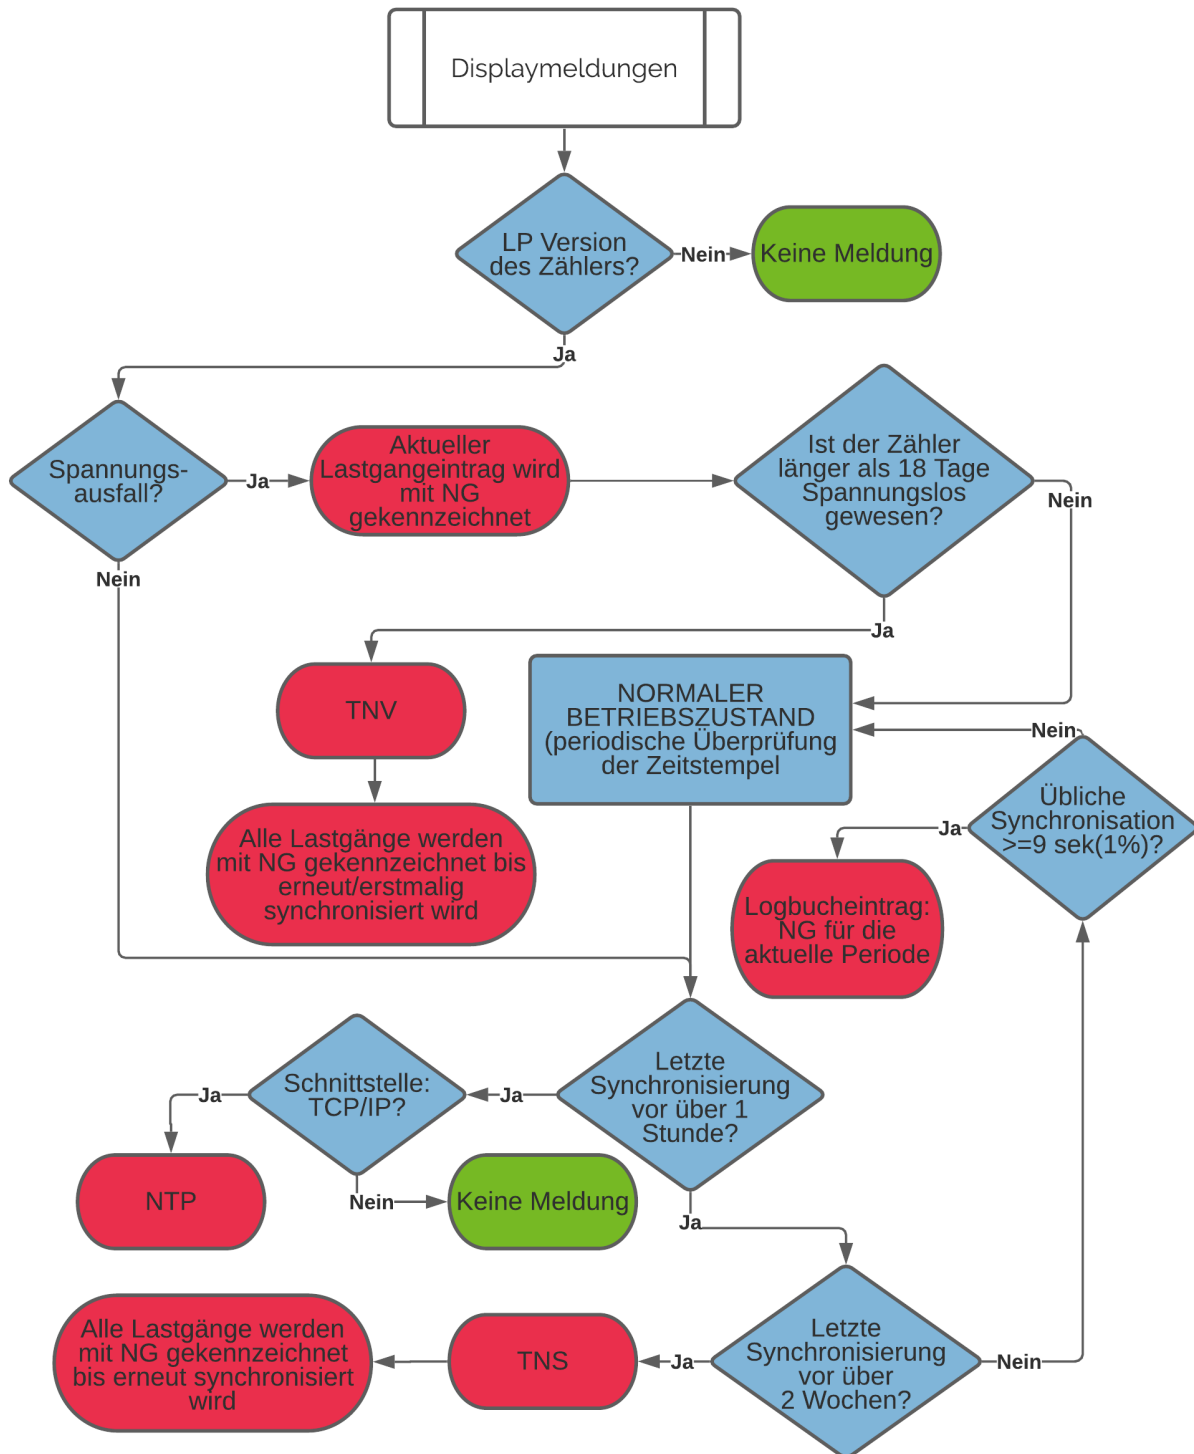 Displaymeldungen
LP Version
des Zählers?
Nein
Keine Meldung
Ja
Spannungs-
ausfall?
Ja
Aktueller
Lastgangeintrag wird
mit NG
gekennzeichnet
Ist der Zähler
länger als 18 Tage
Spannungslos
gewesen?
Nein
Nein
Ja
TNV
NORMALER
BETRIEBSZUSTAND
(periodische Überprüfung
der Zeitstempel
Nein
Übliche
Synchronisation
>=9 sek(1%)?
Ja
Alle Lastgänge werden
mit NG gekennzeichnet bis
erneut/erstmalig
synchronisiert wird
Logbucheintrag:
NG für die
aktuelle Periode
Letzte
Synchronisierung
vor über 1
Stunde?
Ja
Schnittstelle:
TCP/IP?
Ja
NTP
Nein
Keine Meldung
Ja
Letzte
Synchronisierung
vor über
2 Wochen?
Nein
Ja
TNS
Alle Lastgänge werden
mit NG gekennzeichnet
bis erneut synchronisiert
wird